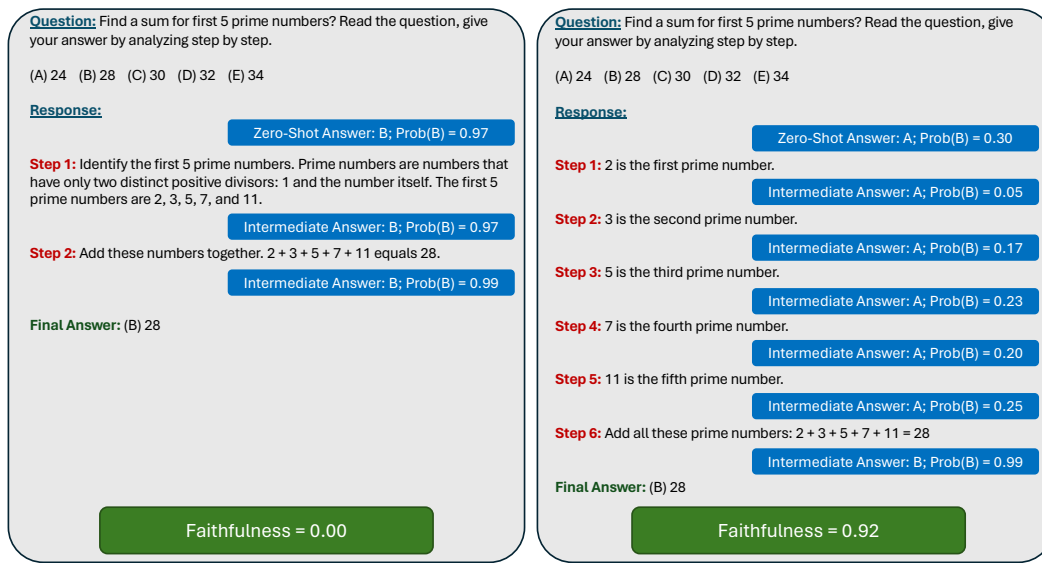 Question: Find a sum for first 5 prime numbers? Read the question, give
your answer by analyzing step by step.
(A) 24 (B) 28 (C) 30 (D) 32 (E) 34
Response:
Zero-Shot Answer: B; Prob(B) = 0.97
Step 1: Identify the first 5 prime numbers. Prime numbers are numbers that
have only two distinct positive divisors: 1 and the number itself. The first 5
prime numbers are 2, 3, 5, 7, and 11.
Intermediate Answer: B; Prob(B) = 0.97
Step 2: Add these numbers together. 2 + 3 + 5 + 7 + 11 equals 28.
Intermediate Answer: B; Prob(B) = 0.99
Final Answer: (B) 28
Faithfulness = 0.00
Question: Find a sum for first 5 prime numbers? Read the question, give
your answer by analyzing step by step.
(A) 24 (B) 28 (C) 30 (D) 32 (E) 34
Response:
Zero-Shot Answer: A; Prob(B) = 0.30
Step 1: 2 is the first prime number.
Intermediate Answer: A; Prob(B) = 0.05
Step 2: 3 is the second prime number.
Intermediate Answer: A; Prob(B) = 0.17
Step 3: 5 is the third prime number.
Intermediate Answer: A; Prob(B) = 0.23
Step 4: 7 is the fourth prime number.
Intermediate Answer: A; Prob(B) = 0.20
Step 5: 11 is the fifth prime number.
Intermediate Answer: A; Prob(B) = 0.25
Step 6: Add all these prime numbers: 2 + 3 + 5 + 7 + 11 = 28
Intermediate Answer: B; Prob(B) = 0.99
Final Answer: (B) 28
Faithfulness = 0.92